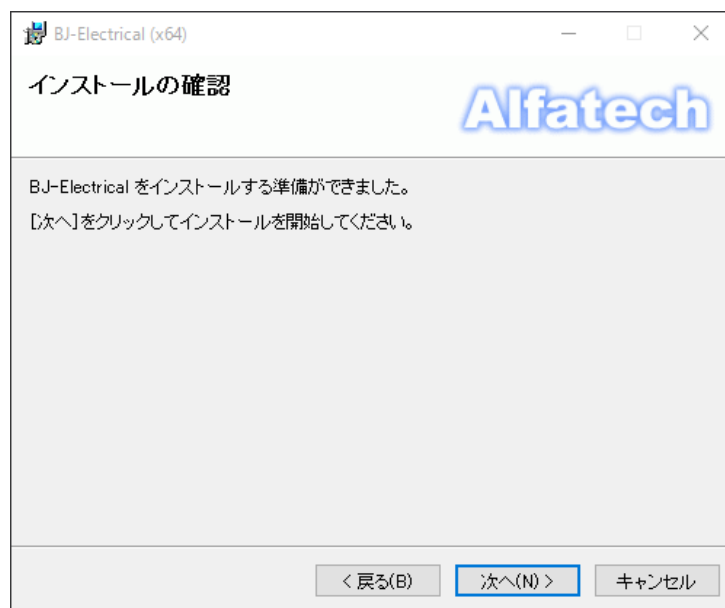 BJ-Electrical (x64)
インストールの確認
Alfatech
BJ-Electrical をインストールする準備ができました。
[次へ]をクリックしてインストールを開始してください。
< 戻る(B)
次へ(N) >
キャンセル